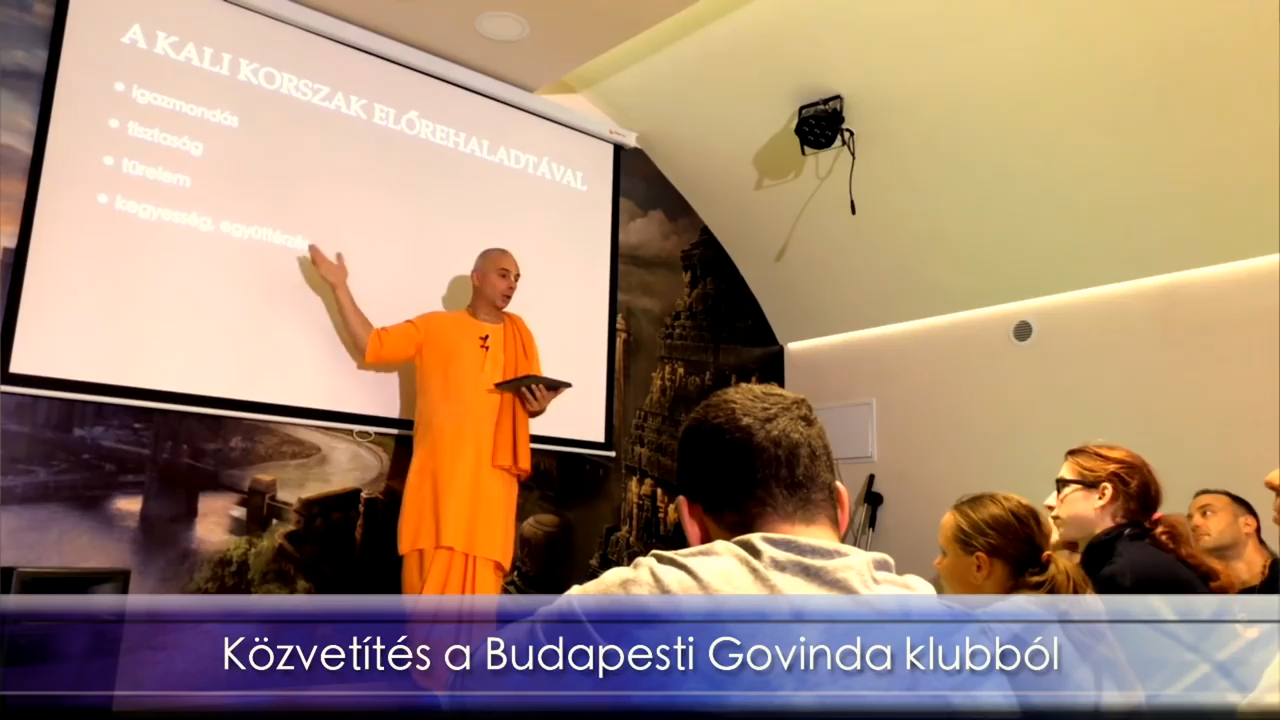 A KALI KORSZAK ELŐREHALADTÁVAL
• igazmondás
• tisztaság
• türelem
• kegyesség, együttérzés
Közvetítés a Budapesti Govinda klubból